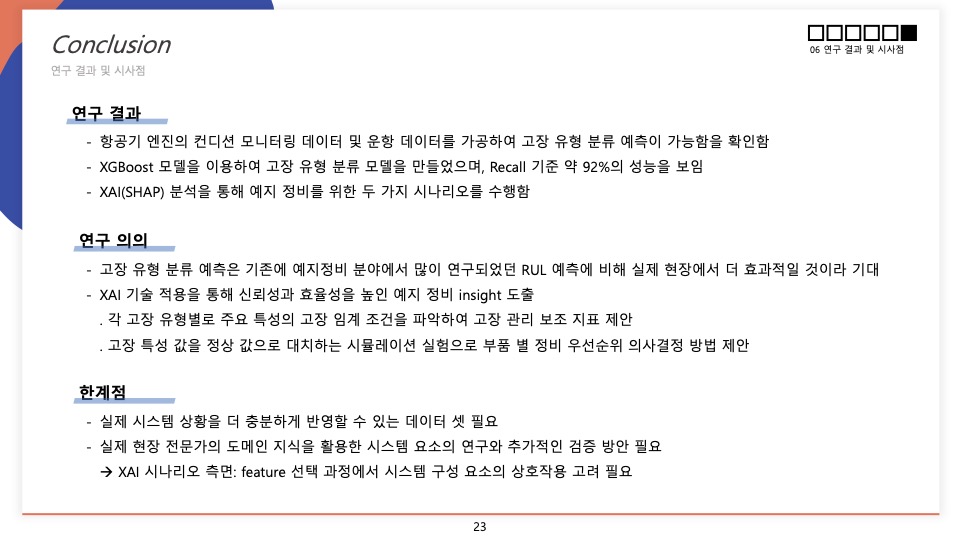 Conclusion
연구 결과 및 시사점
06 연구 결과 및 시사점
연구 결과
- 항공기 엔진의 컨디션 모니터링 데이터 및 운항 데이터를 가공하여 고장 유형 분류 예측이 가능함을 확인함
- XGBoost 모델을 이용하여 고장 유형 분류 모델을 만들었으며, Recall 기준 약 92%의 성능을 보임
- XAI(SHAP) 분석을 통해 예지 정비를 위한 두 가지 시나리오를 수행함
연구 의의
- 고장 유형 분류 예측은 기존에 예지정비 분야에서 많이 연구되었던 RUL 예측에 비해 실제 현장에서 더 효과적일 것이라 기대
- XAI 기술 적용을 통해 신뢰성과 효율성을 높인 예지 정비 insight 도출
. 각 고장 유형별로 주요 특성의 고장 임계 조건을 파악하여 고장 관리 보조 지표 제안
. 고장 특성 값을 정상 값으로 대치하는 시뮬레이션 실험으로 부품 별 정비 우선순위 의사결정 방법 제안
한계점
- 실제 시스템 상황을 더 충분하게 반영할 수 있는 데이터 셋 필요
- 실제 현장 전문가의 도메인 지식을 활용한 시스템 요소의 연구와 추가적인 검증 방안 필요
→ XAI 시나리오 측면: feature 선택 과정에서 시스템 구성 요소의 상호작용 고려 필요
23